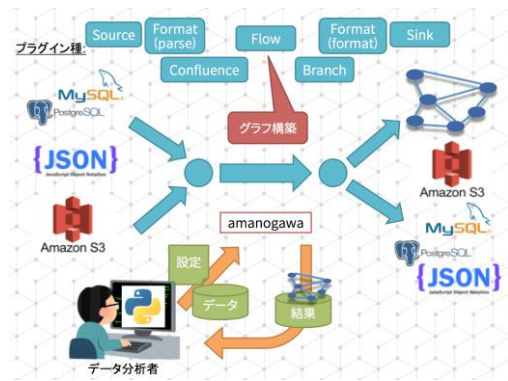 プラグイン種:
Source
Format
(parse)
Flow
Format
(format)
Sink
Confluence
Branch
MySQL
PostgreSQL
グラフ構築
{JSON}
JavaScript Object Notation
Amazon S3
Amazon S3
amanogawa
MySQL
PostgreSQL
{JSON}
JavaScript Object Notation
設定
データ
結果
データ分析者